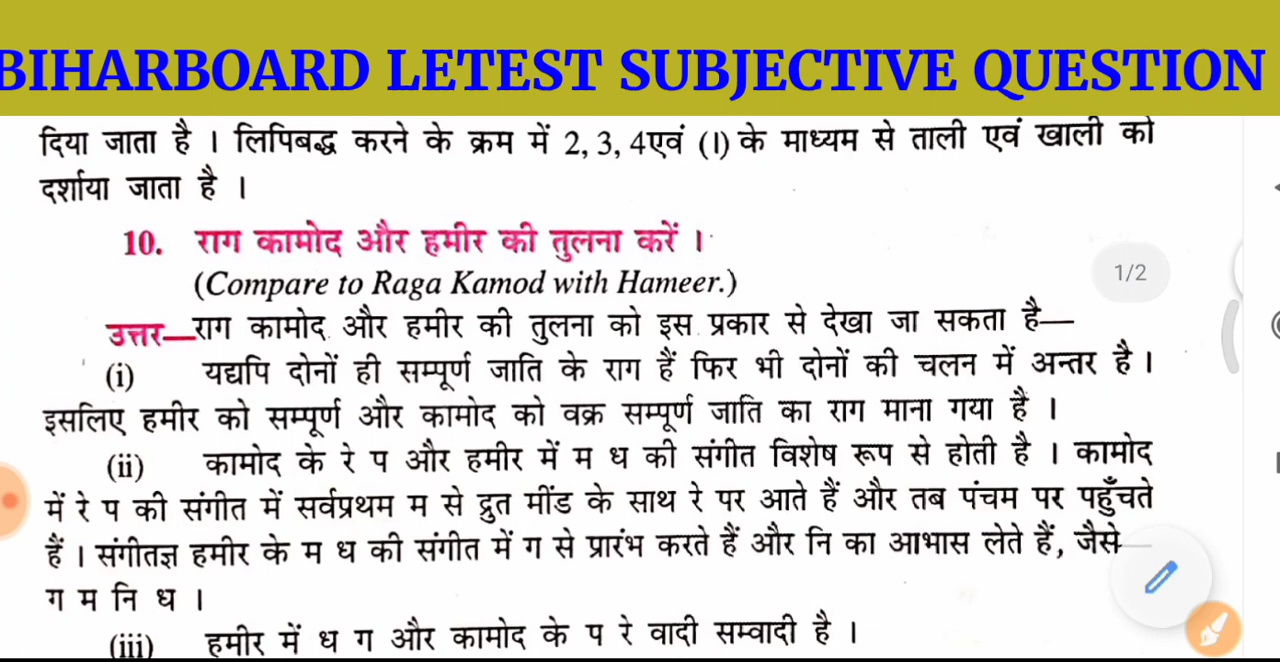 BIHARBOARD LETEST SUBJECTIVE QUESTION
दिया जाता है । लिपिबद्ध करने के क्रम में 2, 3, 4एवं (I) के माध्यम से ताली एवं खाली को
दर्शाया जाता है ।
10. राग कामोद और हमीर की तुलना करें ।
(Compare to Raga Kamod with Hameer.)
1/2
उत्तर—राग कामोद और हमीर की तुलना को इस प्रकार से देखा जा सकता है—
(i) यद्यपि दोनों ही सम्पूर्ण जाति के राग हैं फिर भी दोनों की चलन में अन्तर है ।
इसलिए हमीर को सम्पूर्ण और कामोद को वक्र सम्पूर्ण जाति का राग माना गया है ।
(ii) कामोद के रे प और हमीर में म ध की संगीत विशेष रूप से होती है । कामोद
में रे प की संगीत में सर्वप्रथम म से द्रुत मींड के साथ रे पर आते हैं और तब पंचम पर पहुँचते
हैं । संगीतज्ञ हमीर के म ध की संगीत में ग से प्रारंभ करते हैं और नि का आभास लेते हैं, जैसे—
ग म नि ध ।
(iii) हमीर में ध ग और कामोद के प रे वादी सम्वादी है ।